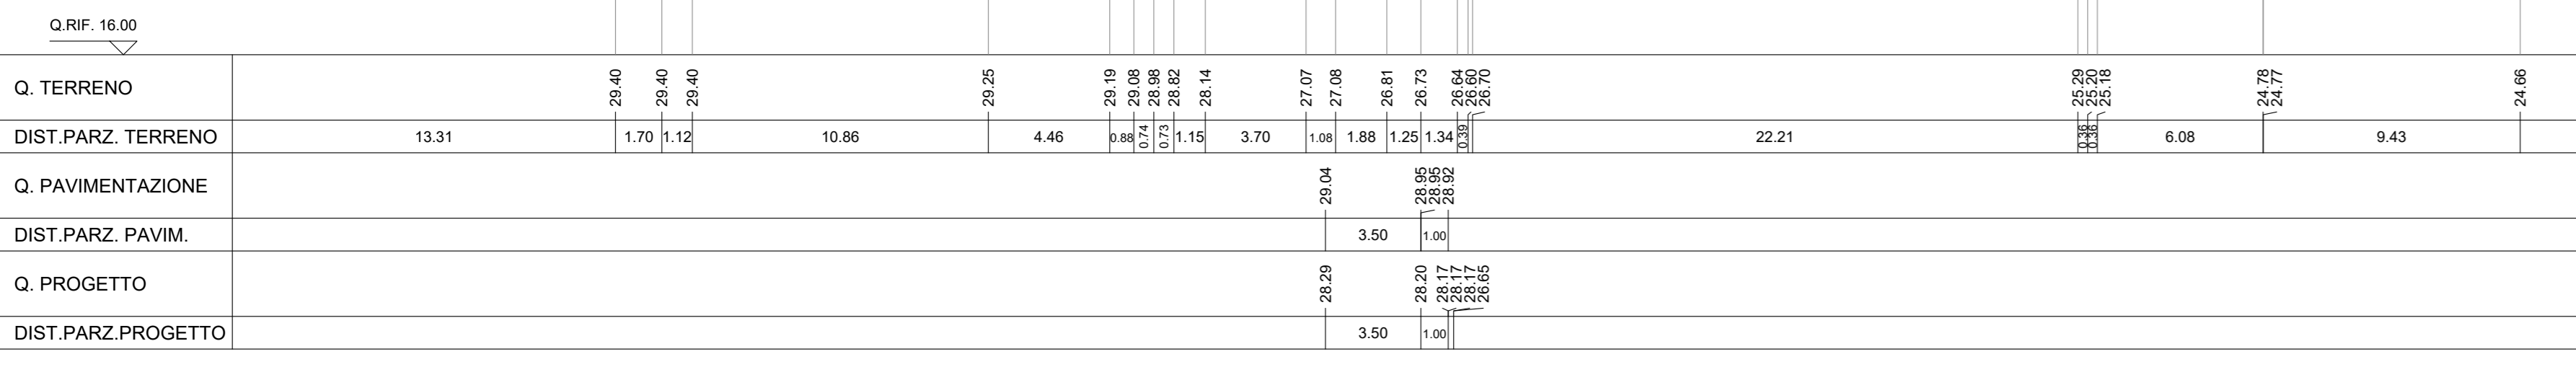 Q.RIF. 16.00
Q. TERRENO 29.40 29.40 29.40 29.25 29.19 29.08 28.98 28.82 28.14 27.07 27.08 26.81 26.73 26.64 26.60 26.70 25.29 25.20 25.18 24.78 24.77 24.66
DIST.PARZ. TERRENO 13.31 1.70 1.12 10.86 4.46 0.88 0.74 0.73 1.15 3.70 1.08 1.88 1.25 1.34 0.39 22.21 0.36 0.36 6.08 9.43
Q. PAVIMENTAZIONE 29.04 28.95 28.95 28.92
DIST.PARZ. PAVIM. 3.50 1.00
Q. PROGETTO 28.29 28.20 28.17 28.17 28.17 26.65
DIST.PARZ.PROGETTO 3.50 1.00